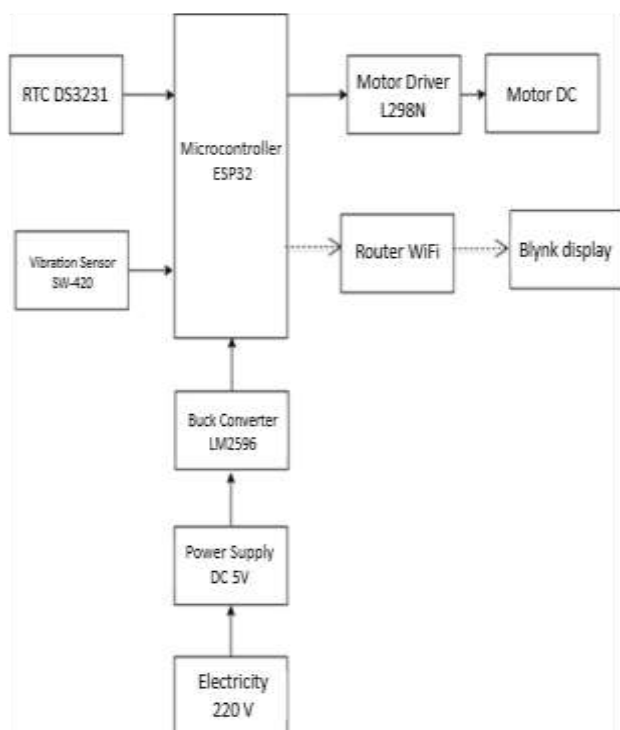 RTC DS3231
Microcontroller
ESP32
Motor Driver
L298N
Motor DC
Vibration Sensor
SW-420
Router WiFi
Blynk display
Buck Converter
LM2596
Power Supply
DC 5V
Electricity
220 V